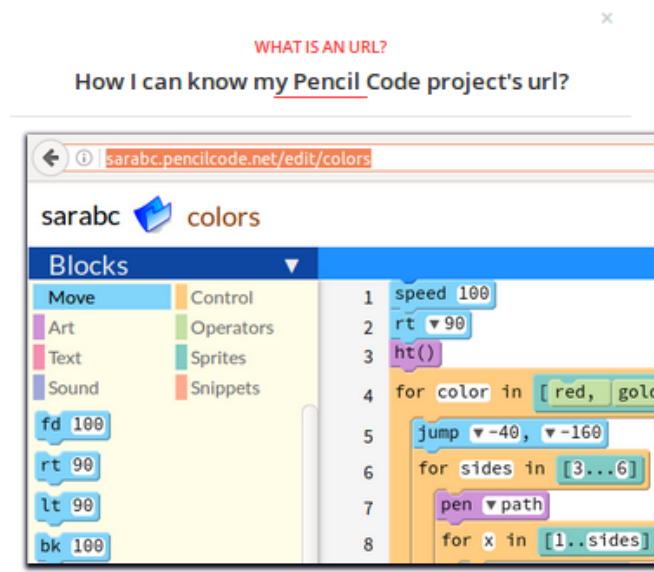 ×
WHAT IS AN URL?
How I can know my Pencil Code project's url?
sarabc.pencilcode.net/edit/colors
sarabc colors
Blocks ▼
Move Control
Art Operators
Text Sprites
Sound Snippets
fd 100
rt 90
lt 90
bk 100
1 speed 100
2 rt ▼90
3 ht()
4 for color in [ red, gold
5 jump ▼-40, ▼-160
6 for sides in [3...6]
7 pen ▼path
8 for x in [1..sides]